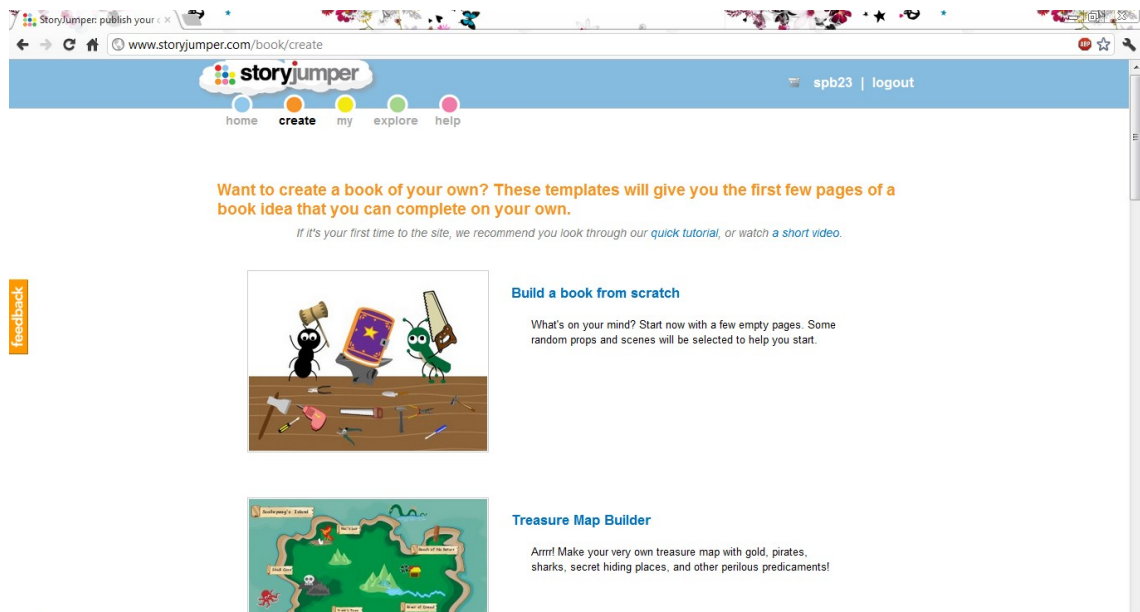 StoryJumper: publish your
www.storyjumper.com/book/create
storyjumper
spb23 | logout
home create my explore help
Want to create a book of your own? These templates will give you the first few pages of a
book idea that you can complete on your own.
If it's your first time to the site, we recommend you look through our quick tutorial, or watch a short video.
feedback
Build a book from scratch
What's on your mind? Start now with a few empty pages. Some
random props and scenes will be selected to help you start.
Treasure Map Builder
Arrrr! Make your very own treasure map with gold, pirates,
sharks, secret hiding places, and other perilous predicaments!